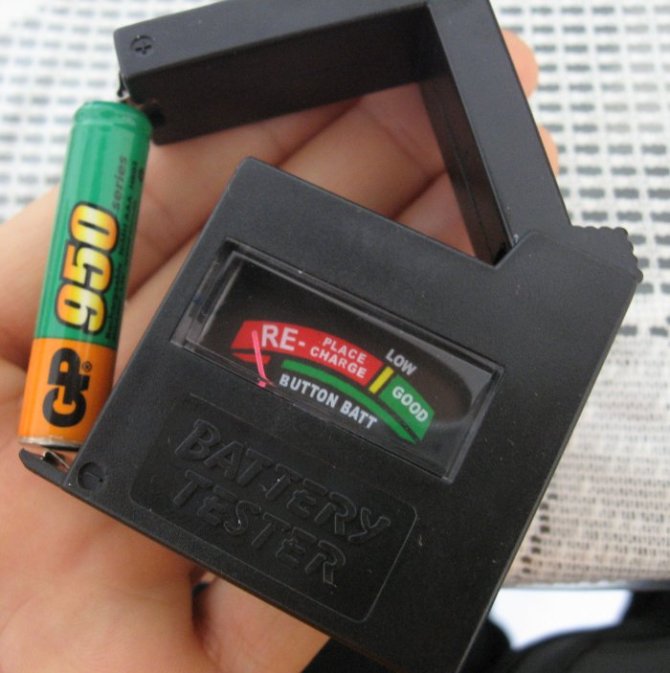 +
GP® 950 series
RE- PLACE
CHARGE
LOW
GOOD
BUTTON BATT
BATTERY
TESTER
-